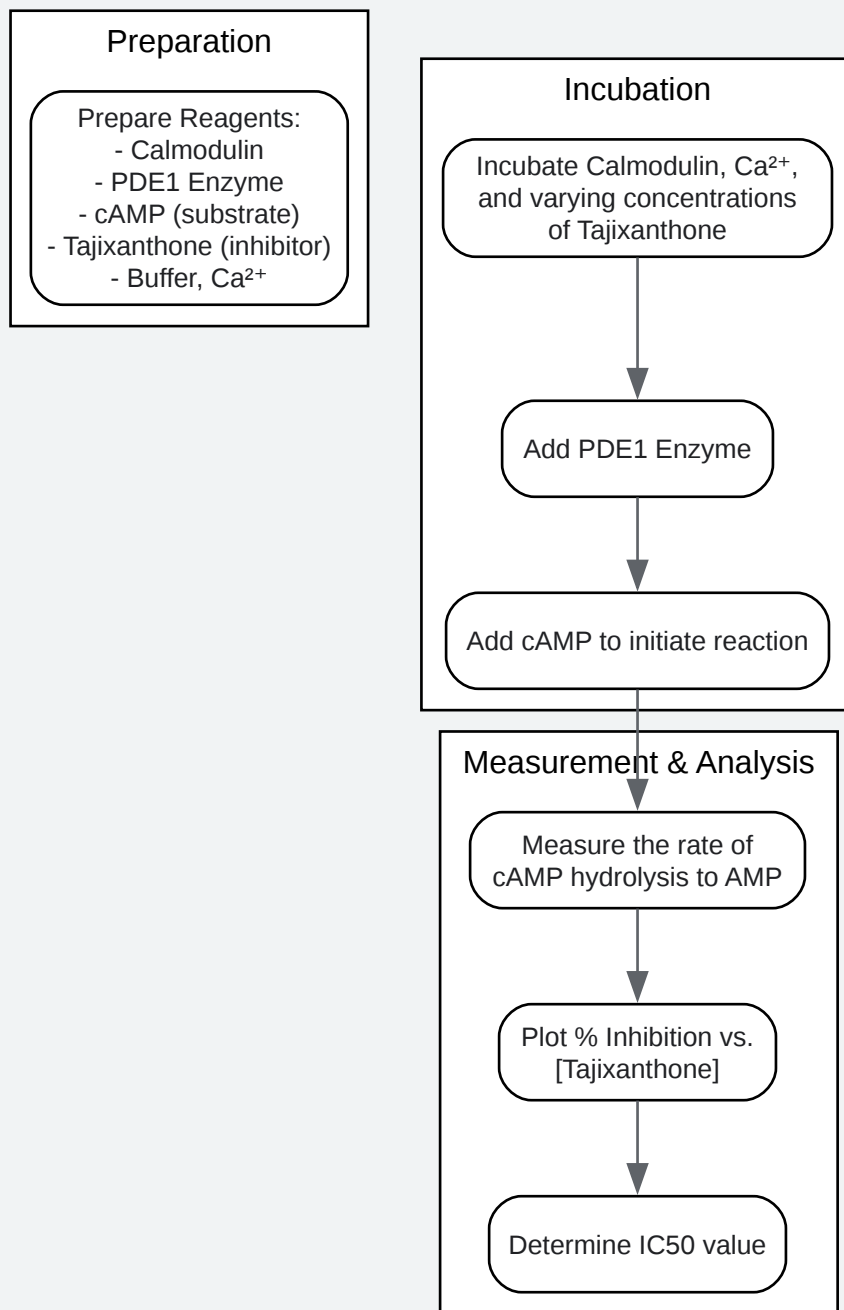 Preparation
Prepare Reagents:
- Calmodulin
- PDE1 Enzyme
- cAMP (substrate)
- Tajixanthone (inhibitor)
- Buffer, Ca²⁺
Incubation
Incubate Calmodulin, Ca²⁺,
and varying concentrations
of Tajixanthone
Add PDE1 Enzyme
Add cAMP to initiate reaction
Measurement & Analysis
Measure the rate of
cAMP hydrolysis to AMP
Plot % Inhibition vs.
[Tajixanthone]
Determine IC50 value